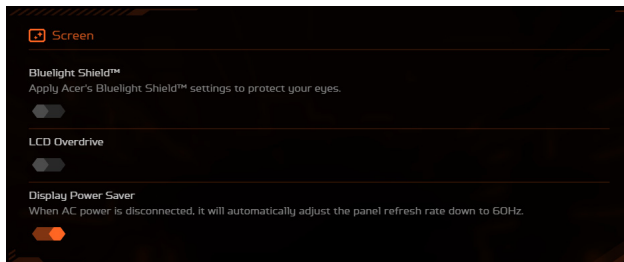 Screen
Bluelight Shield™
Apply Acer's Bluelight Shield™ settings to protect your eyes.
LCD Overdrive
Display Power Saver
When AC power is disconnected, it will automatically adjust the panel refresh rate down to 60Hz.